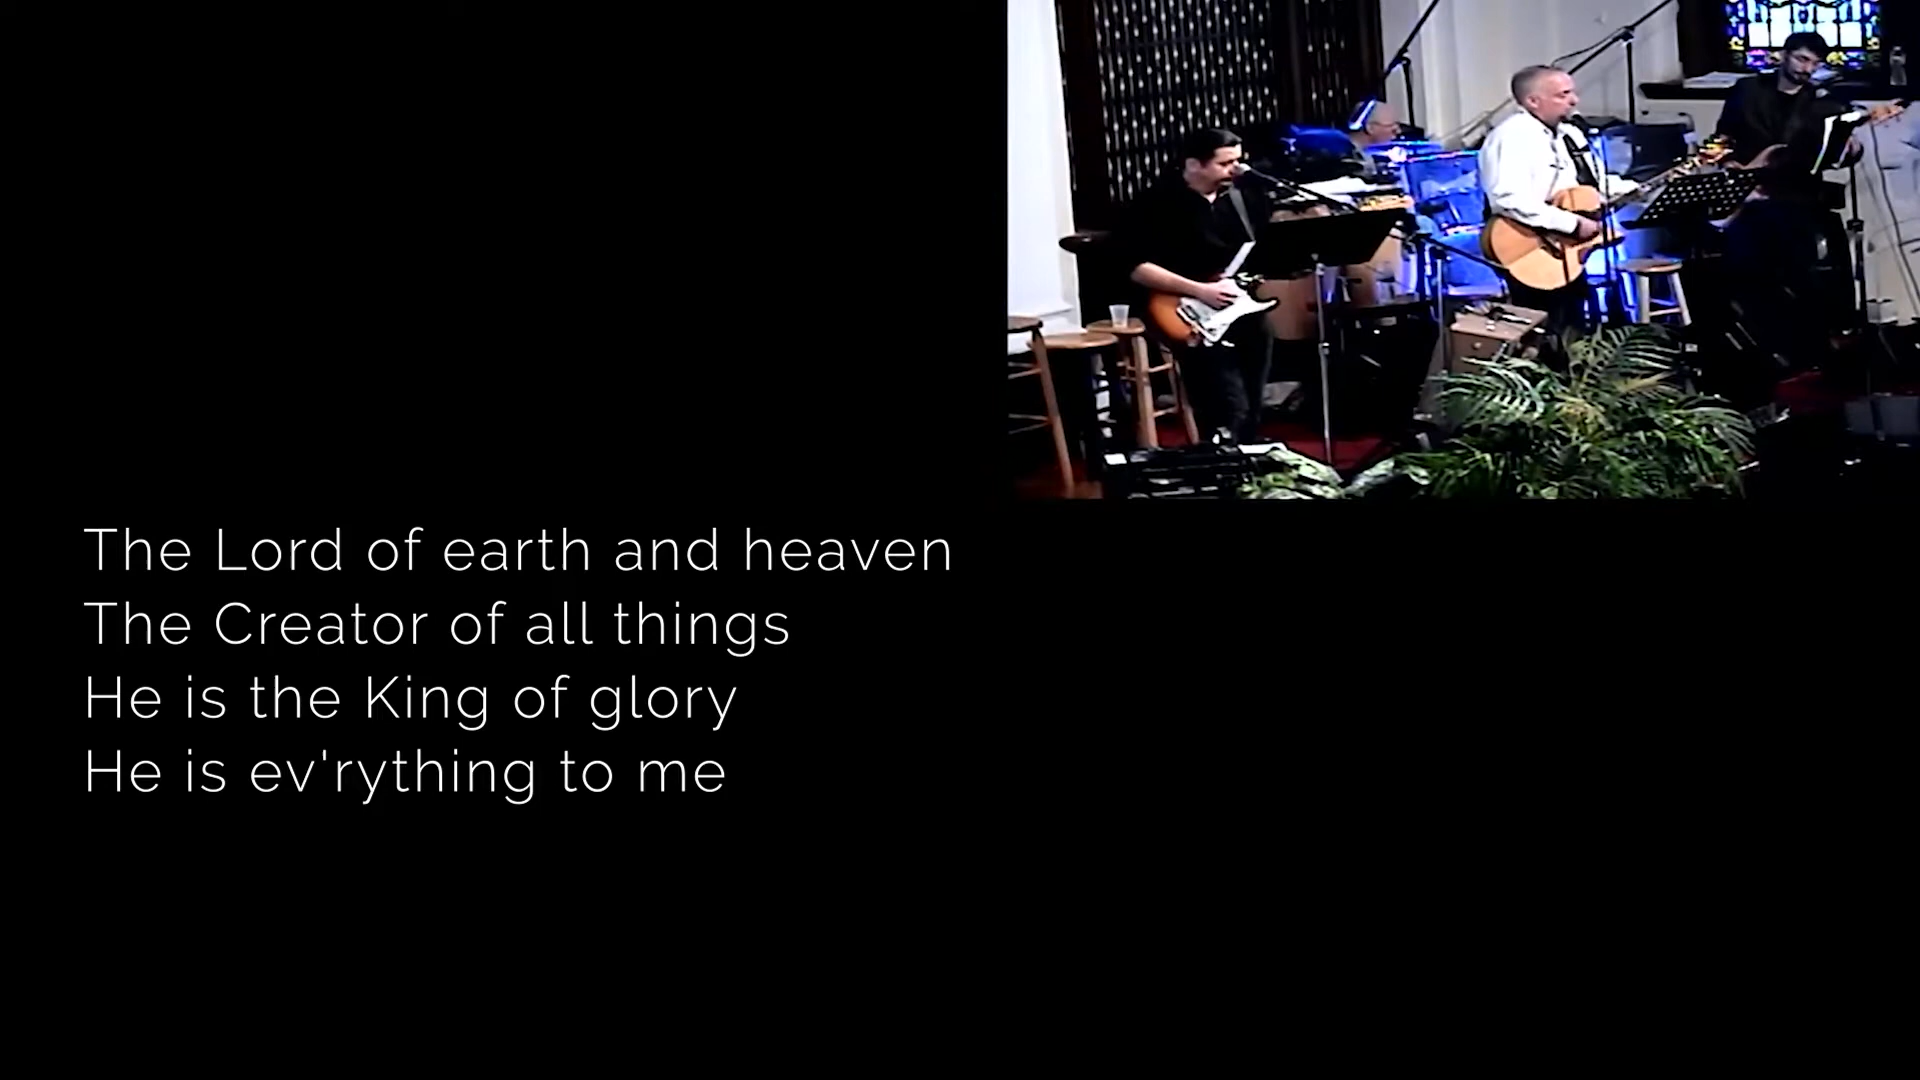 The Lord of earth and heaven
The Creator of all things
He is the King of glory
He is ev'rything to me